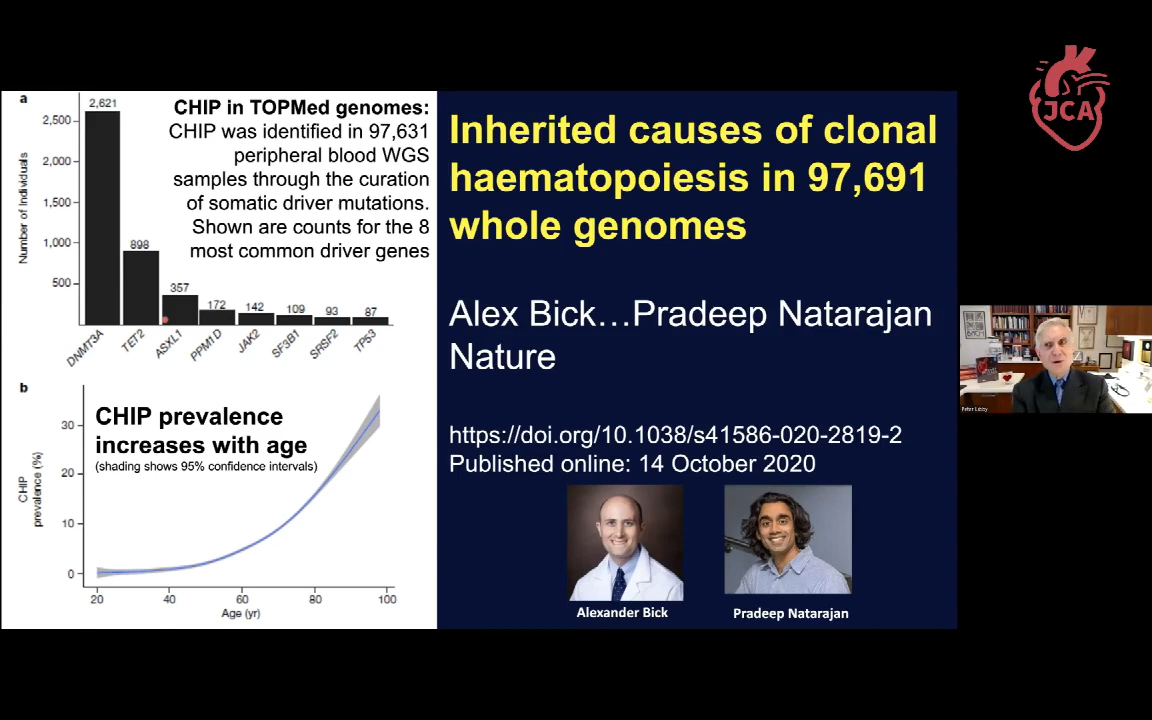 JCA
a
2,621
CHIP in TOPMed genomes:
CHIP was identified in 97,631
peripheral blood WGS
samples through the curation
of somatic driver mutations.
Shown are counts for the 8
most common driver genes
Number of Individuals
2,500
2,000
1,500
1,000
500
898
357
172
142
109
93
87
DNMT3A
TET2
ASXL1
PPM1D
JAK2
SF3B1
SRSF2
TP53
b
CHIP prevalence
increases with age
(shading shows 95% confidence intervals)
CHIP
prevalence (%)
30
20
10
0
20
40
60
80
100
Age (yr)
Inherited causes of clonal
haematopoiesis in 97,691
whole genomes
Alex Bick…Pradeep Natarajan
Nature
https://doi.org/10.1038/s41586-020-2819-2
Published online: 14 October 2020
Alexander Bick
Pradeep Natarajan
Peter Libby